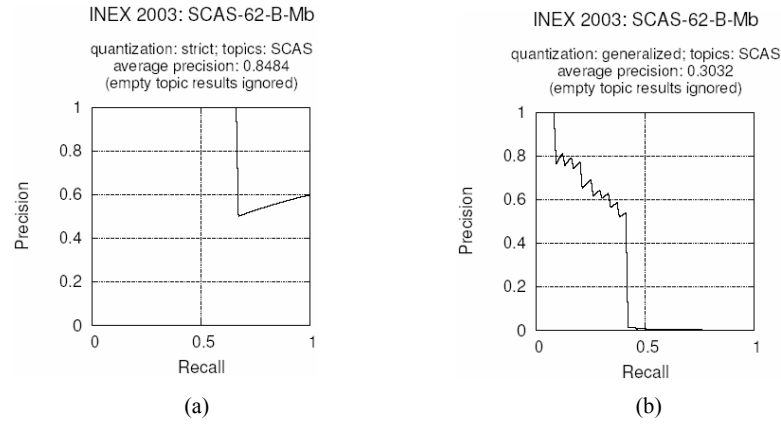 INEX 2003: SCAS-62-B-Mb
quantization: strict; topics: SCAS
average precision: 0.8484
(empty topic results ignored)
1
0.8
0.6
0.4
0.2
0
Precision
0
0.5
1
Recall
(a)
INEX 2003: SCAS-62-B-Mb
quantization: generalized; topics: SCAS
average precision: 0.3032
(empty topic results ignored)
1
0.8
0.6
0.4
0.2
0
Precision
0
0.5
1
Recall
(b)